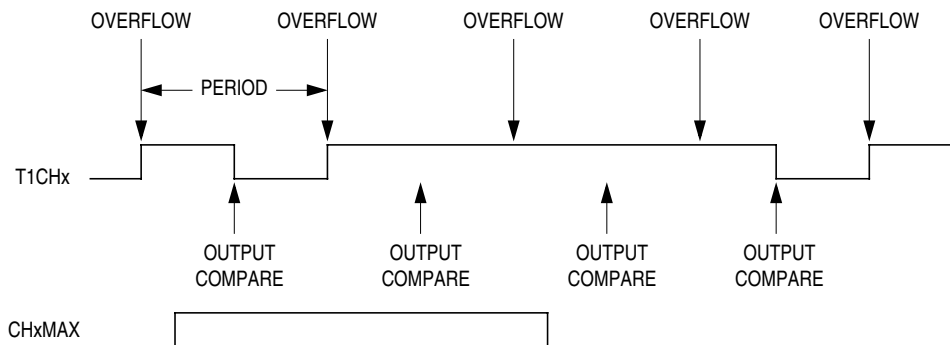 OVERFLOW OVERFLOW OVERFLOW OVERFLOW OVERFLOW
PERIOD
T1CHx
OUTPUT OUTPUT OUTPUT OUTPUT
COMPARE COMPARE COMPARE COMPARE
CHxMAX